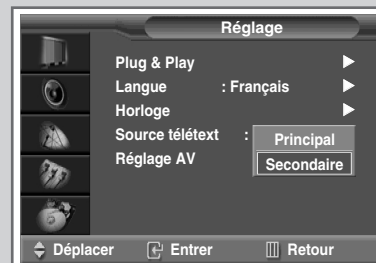 Réglage
Plug & Play
Langue : Français
Horloge
Source télétext : Principal
Réglage AV Secondaire
Déplacer Entrer Retour